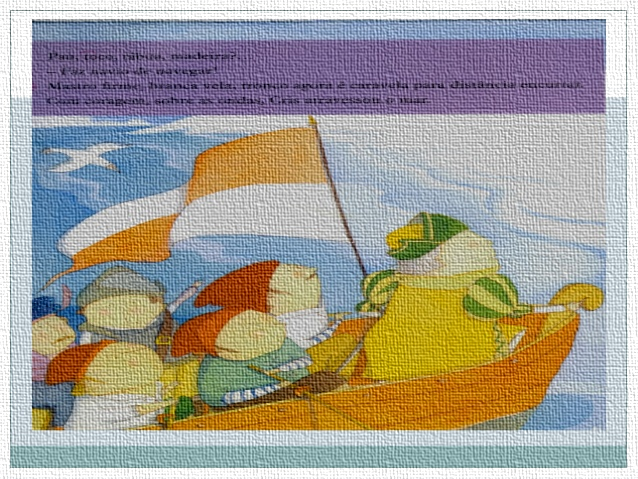 Pau, toco, tábua, madeira?
– Faz navio de navegar!
Mastro firme, branca vela, tronco agora é caravela para distância encurtar.
Com coragem, sobre as ondas, Cris atravessou o mar.